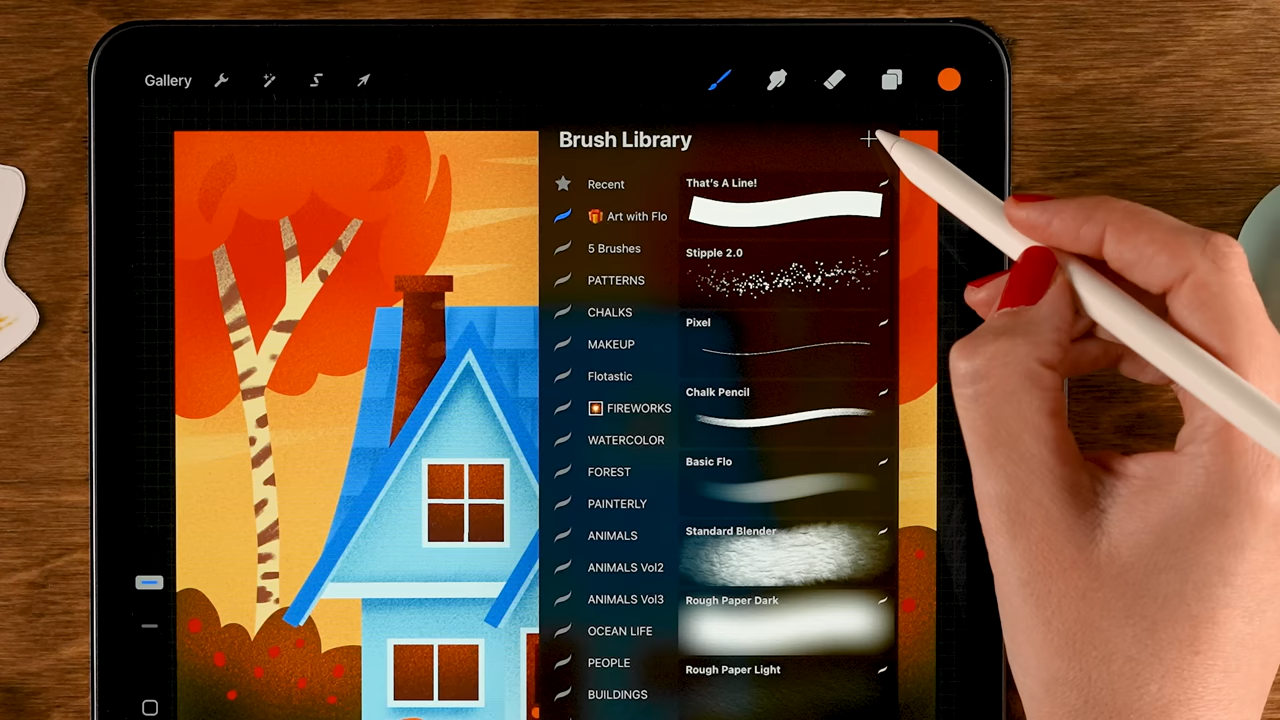 Gallery
Brush Library
Recent
Art with Flo
5 Brushes
PATTERNS
CHALKS
MAKEUP
Flotastic
FIREWORKS
WATERCOLOR
FOREST
PAINTERLY
ANIMALS
ANIMALS Vol2
ANIMALS Vol3
OCEAN LIFE
PEOPLE
BUILDINGS
That's A Line!
Stipple 2.0
Pixel
Chalk Pencil
Basic Flo
Standard Blender
Rough Paper Dark
Rough Paper Light